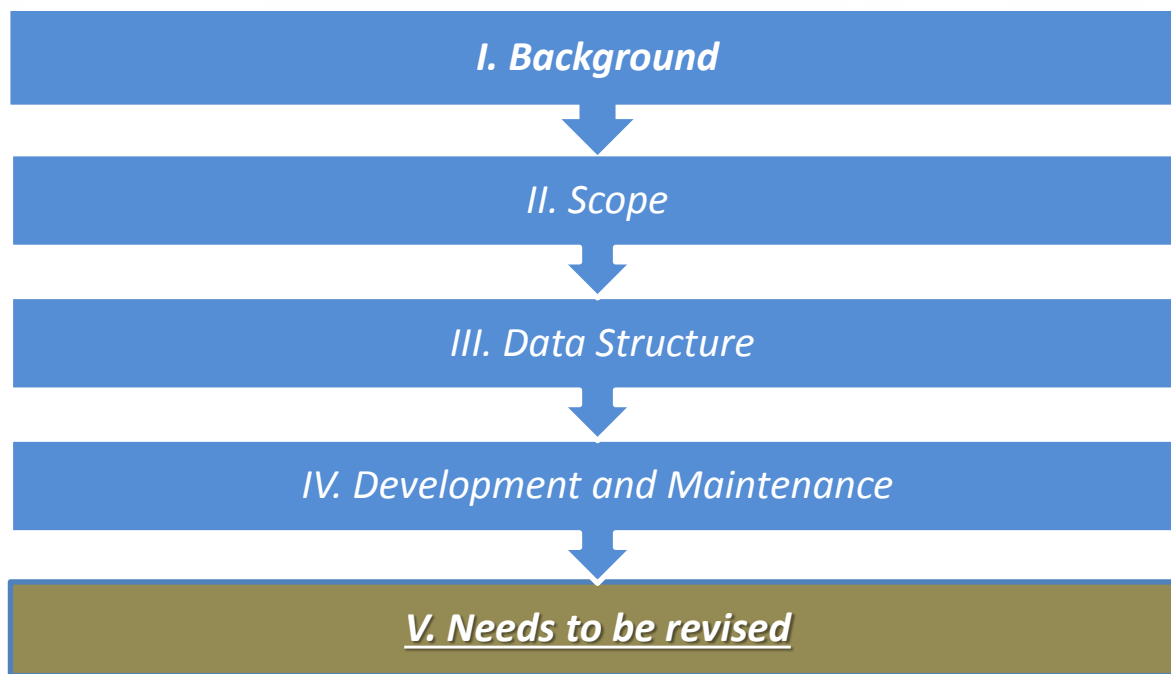 I. Background
II. Scope
III. Data Structure
IV. Development and Maintenance
V. Needs to be revised